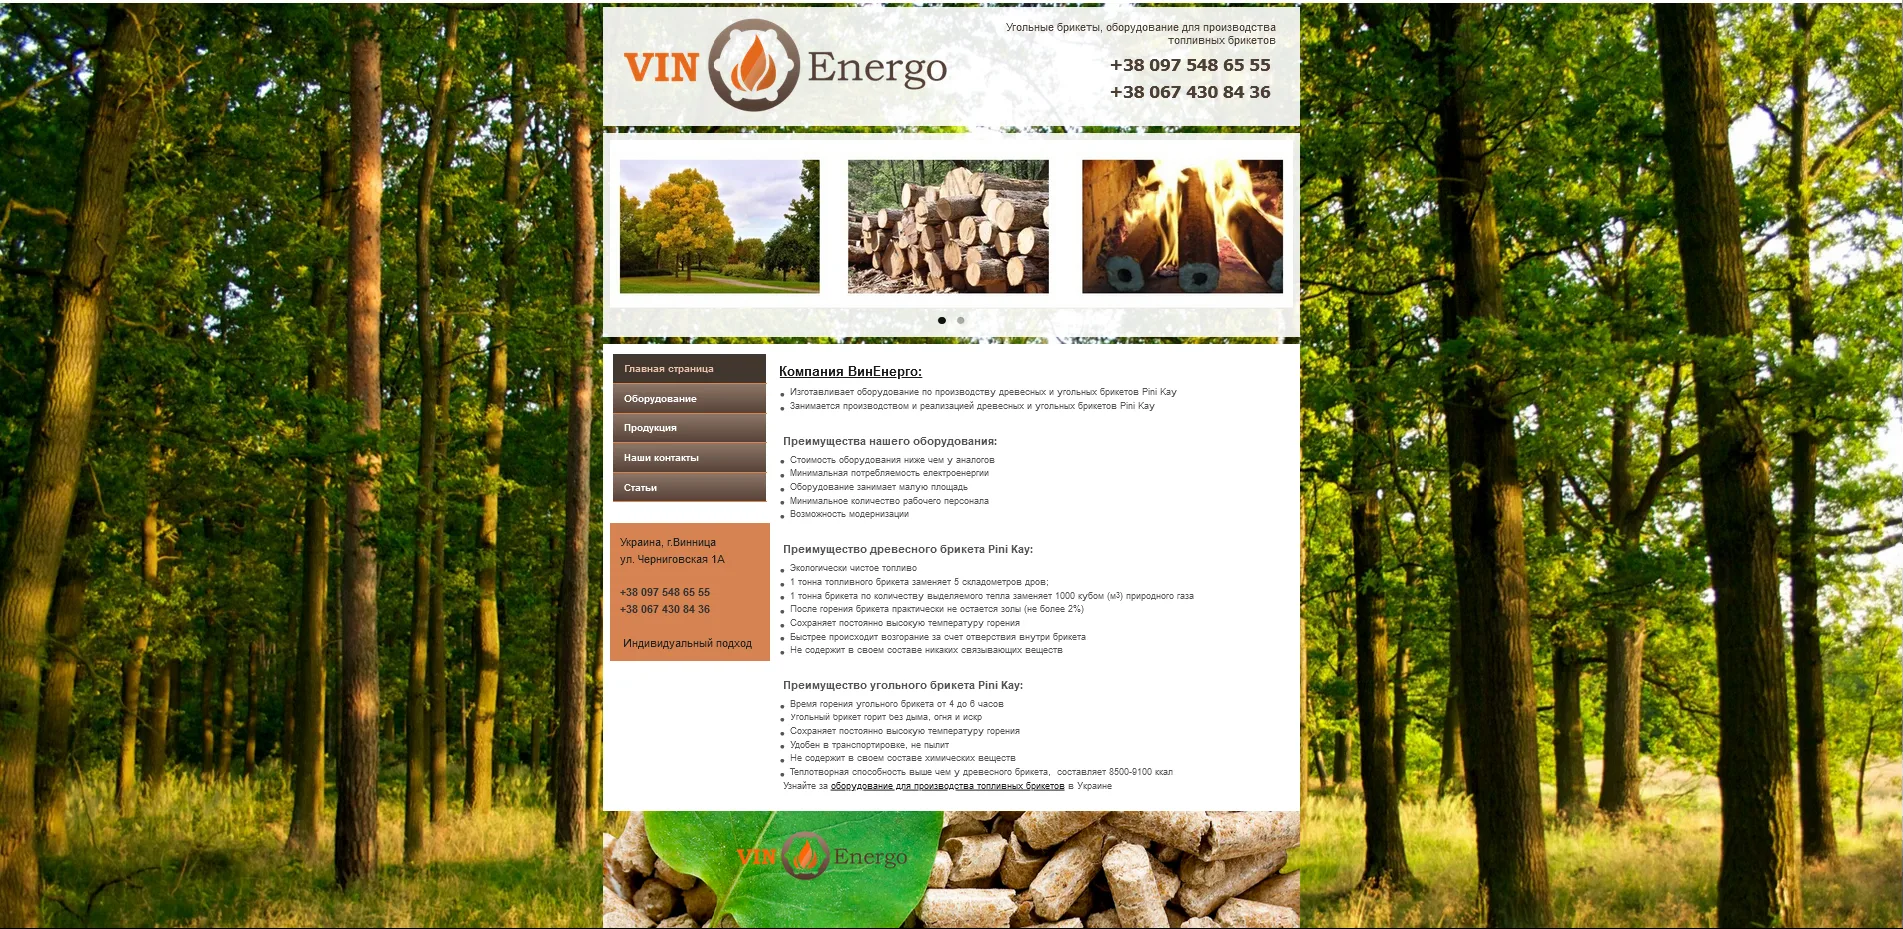 VIN Energo
Угольные брикеты, оборудование для производства
топливных брикетов
+38 097 548 65 55
+38 067 430 84 36
Главная страница
Оборудование
Продукция
Наши контакты
Статьи
Украина, г.Винница
ул. Черниговская 1А
+38 097 548 65 55
+38 067 430 84 36
Индивидуальный подход
Компания ВинЕнерго:
Изготавливает оборудование по производству древесных и угольных брикетов Pini Kay
Занимается производством и реализацией древесных и угольных брикетов Pini Kay
Преимущества нашего оборудования:
Стоимость оборудования ниже чем у аналогов
Минимальная потребляемость електроенергии
Оборудование занимает малую площадь
Минимальное количество рабочего персонала
Возможность модернизации
Преимущество древесного брикета Pini Kay:
Экологически чистое топливо
1 тонна топливного брикета заменяет 5 складометров дров;
1 тонна брикета по количеству выделяемого тепла заменяет 1000 кубом (м3) природного газа
После горения брикета практически не остается золы (не более 2%)
Сохраняет постоянно высокую температуру горения
Быстрее происходит возгорание за счет отверствия внутри брикета
Не содержит в своем составе никаких связывающих веществ
Преимущество угольного брикета Pini Kay:
Время горения угольного брикета от 4 до 6 часов
Угольный брикет горит без дыма, огня и искр
Сохраняет постоянно высокую температуру горения
Удобен в транспортировке, не пылит
Не содержит в своем составе химических веществ
Теплотворная способность выше чем у древесного брикета, составляет 8500-9100 ккал
Узнайте за оборудование для производства топливных брикетов в Украине
VIN Energo